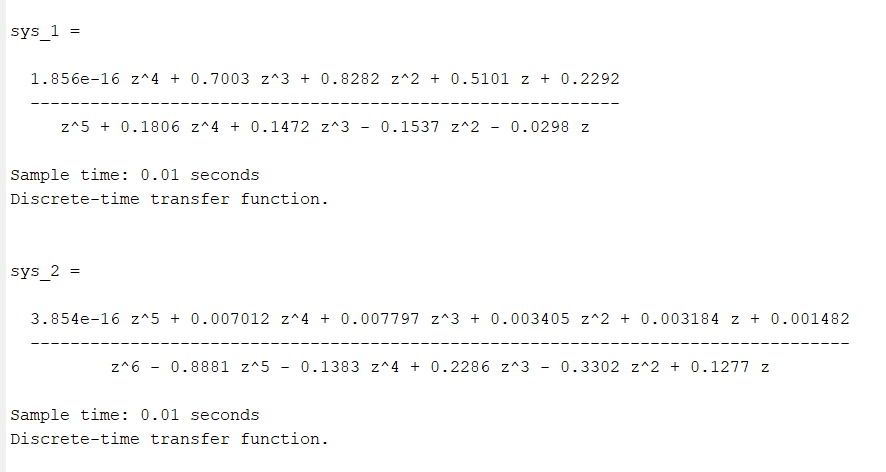 sys_1 =
1.856e-16 z^4 + 0.7003 z^3 + 0.8282 z^2 + 0.5101 z + 0.2292
-----------------------------------------------------------
z^5 + 0.1806 z^4 + 0.1472 z^3 - 0.1537 z^2 - 0.0298 z
Sample time: 0.01 seconds
Discrete-time transfer function.
sys_2 =
3.854e-16 z^5 + 0.007012 z^4 + 0.007797 z^3 + 0.003405 z^2 + 0.003184 z + 0.001482
----------------------------------------------------------------------------------
z^6 - 0.8881 z^5 - 0.1383 z^4 + 0.2286 z^3 - 0.3302 z^2 + 0.1277 z
Sample time: 0.01 seconds
Discrete-time transfer function.